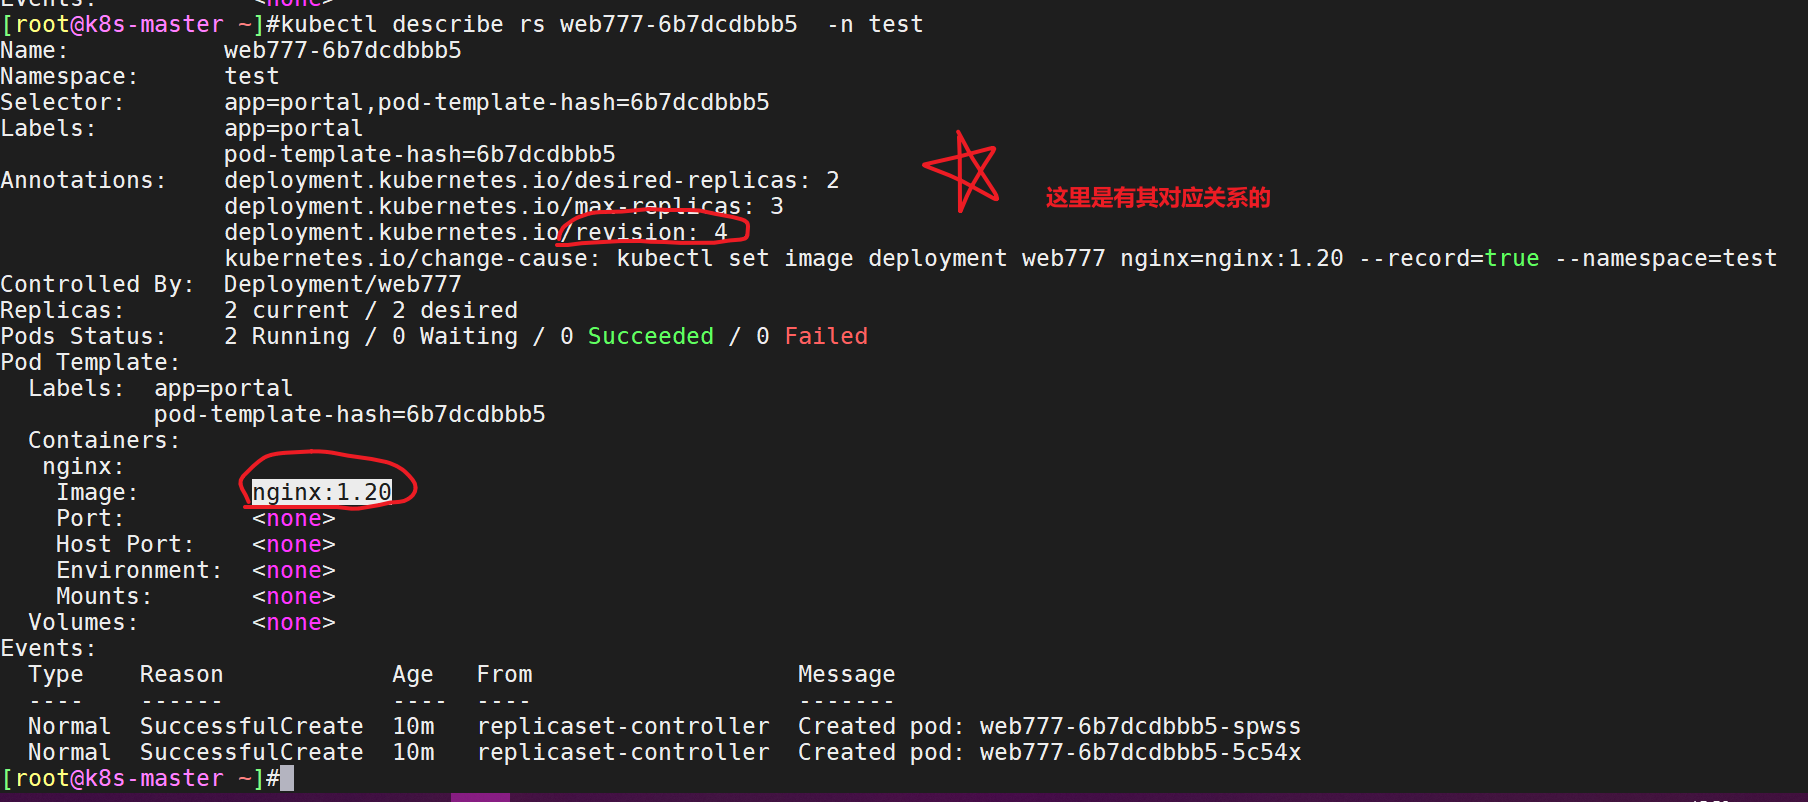 Events: <none>
[root@k8s-master ~]#kubectl describe rs web777-6b7dcdbbb5  -n test
Name:           web777-6b7dcdbbb5
Namespace:      test
Selector:       app=portal,pod-template-hash=6b7dcdbbb5
Labels:         app=portal
                pod-template-hash=6b7dcdbbb5
Annotations:    deployment.kubernetes.io/desired-replicas: 2
这里是有其对应关系的
                deployment.kubernetes.io/max-replicas: 3
                deployment.kubernetes.io/revision: 4
                kubernetes.io/change-cause: kubectl set image deployment web777 nginx=nginx:1.20 --record=true --namespace=test
Controlled By:  Deployment/web777
Replicas:       2 current / 2 desired
Pods Status:    2 Running / 0 Waiting / 0 Succeeded / 0 Failed
Pod Template:
  Labels:  app=portal
           pod-template-hash=6b7dcdbbb5
  Containers:
   nginx:
    Image:        nginx:1.20
    Port:         <none>
    Host Port:    <none>
    Environment:  <none>
    Mounts:       <none>
  Volumes:        <none>
Events:
  Type    Reason            Age   From                   Message
  ----    ------            ----  ----                   -------
  Normal  SuccessfulCreate  10m   replicaset-controller  Created pod: web777-6b7dcdbbb5-spwss
  Normal  SuccessfulCreate  10m   replicaset-controller  Created pod: web777-6b7dcdbbb5-5c54x
[root@k8s-master ~]#